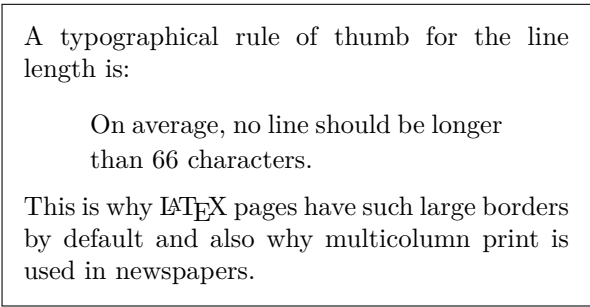 A typographical rule of thumb for the line
length is:
On average, no line should be longer
than 66 characters.
This is why LATEX pages have such large borders
by default and also why multicolumn print is
used in newspapers.